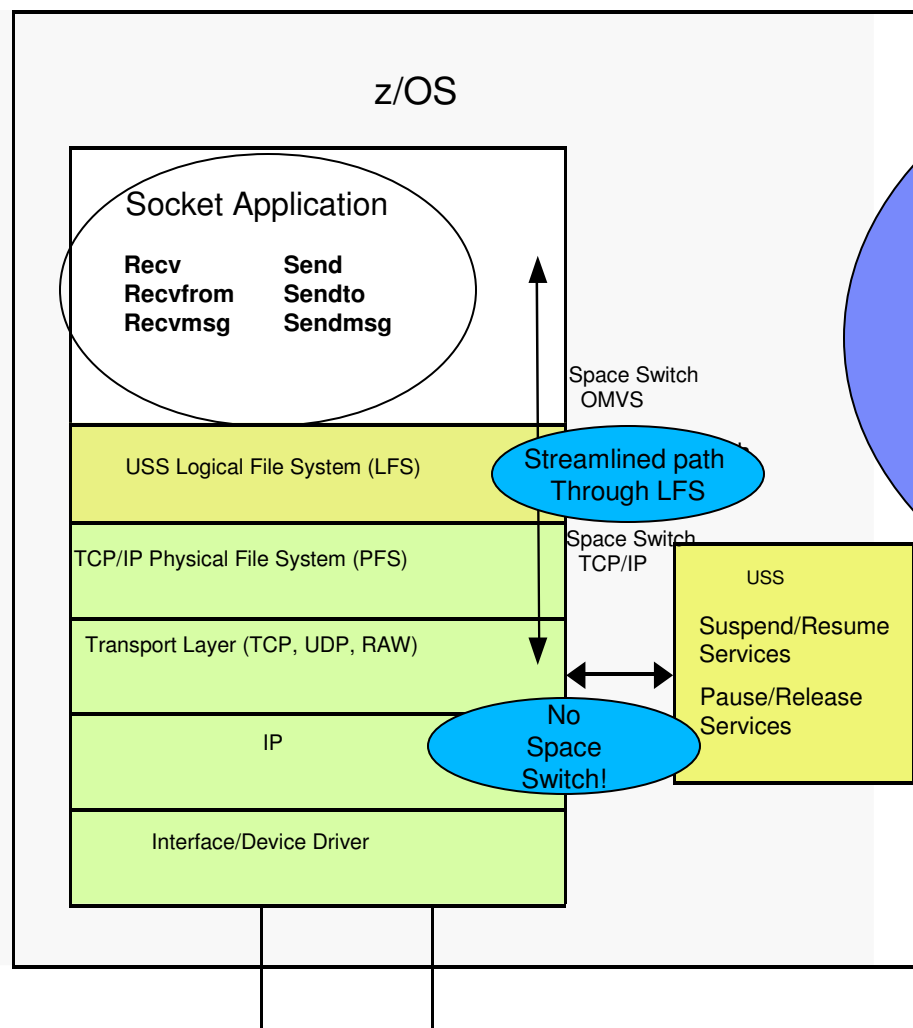 z/OS
Socket Application
Recv Send
Recvfrom Sendto
Recvmsg Sendmsg
Space Switch
OMVS
USS Logical File System (LFS)
Streamlined path
Through LFS
Space Switch
TCP/IP
TCP/IP Physical File System (PFS)
USS
Suspend/Resume
Services
Pause/Release
Services
Transport Layer (TCP, UDP, RAW)
No
Space
Switch!
IP
Interface/Device Driver